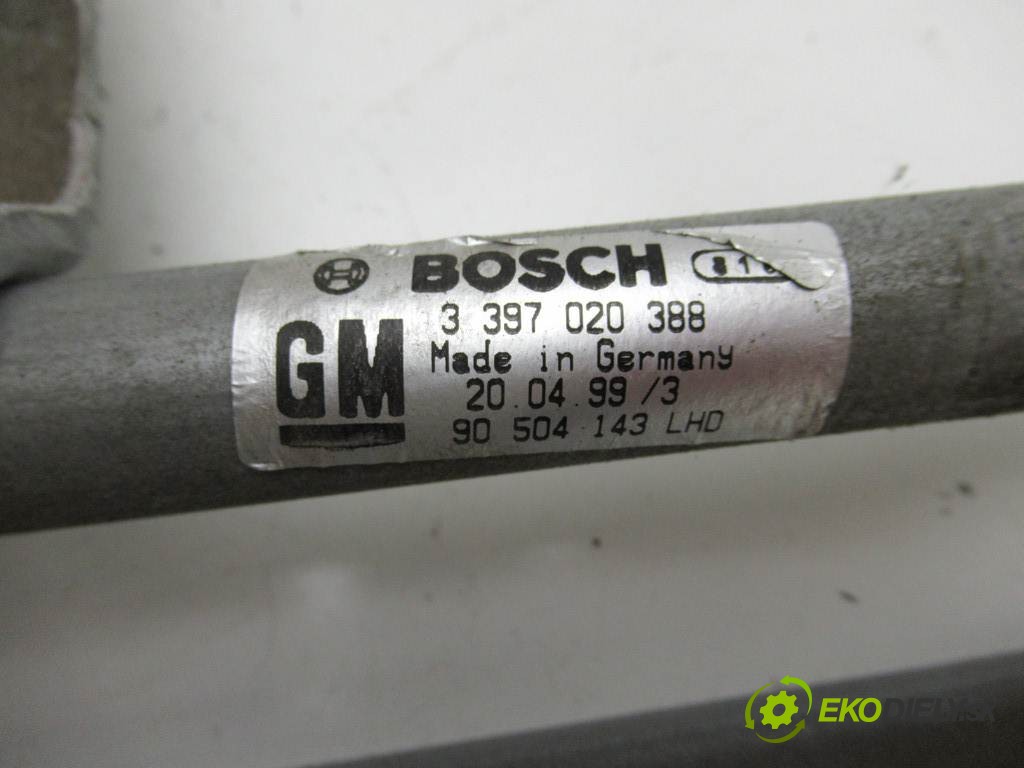 BOSCH
3 397 020 388
GM
Made in Germany
20.04.99/3
90 504 143 LHD
EKODIELY